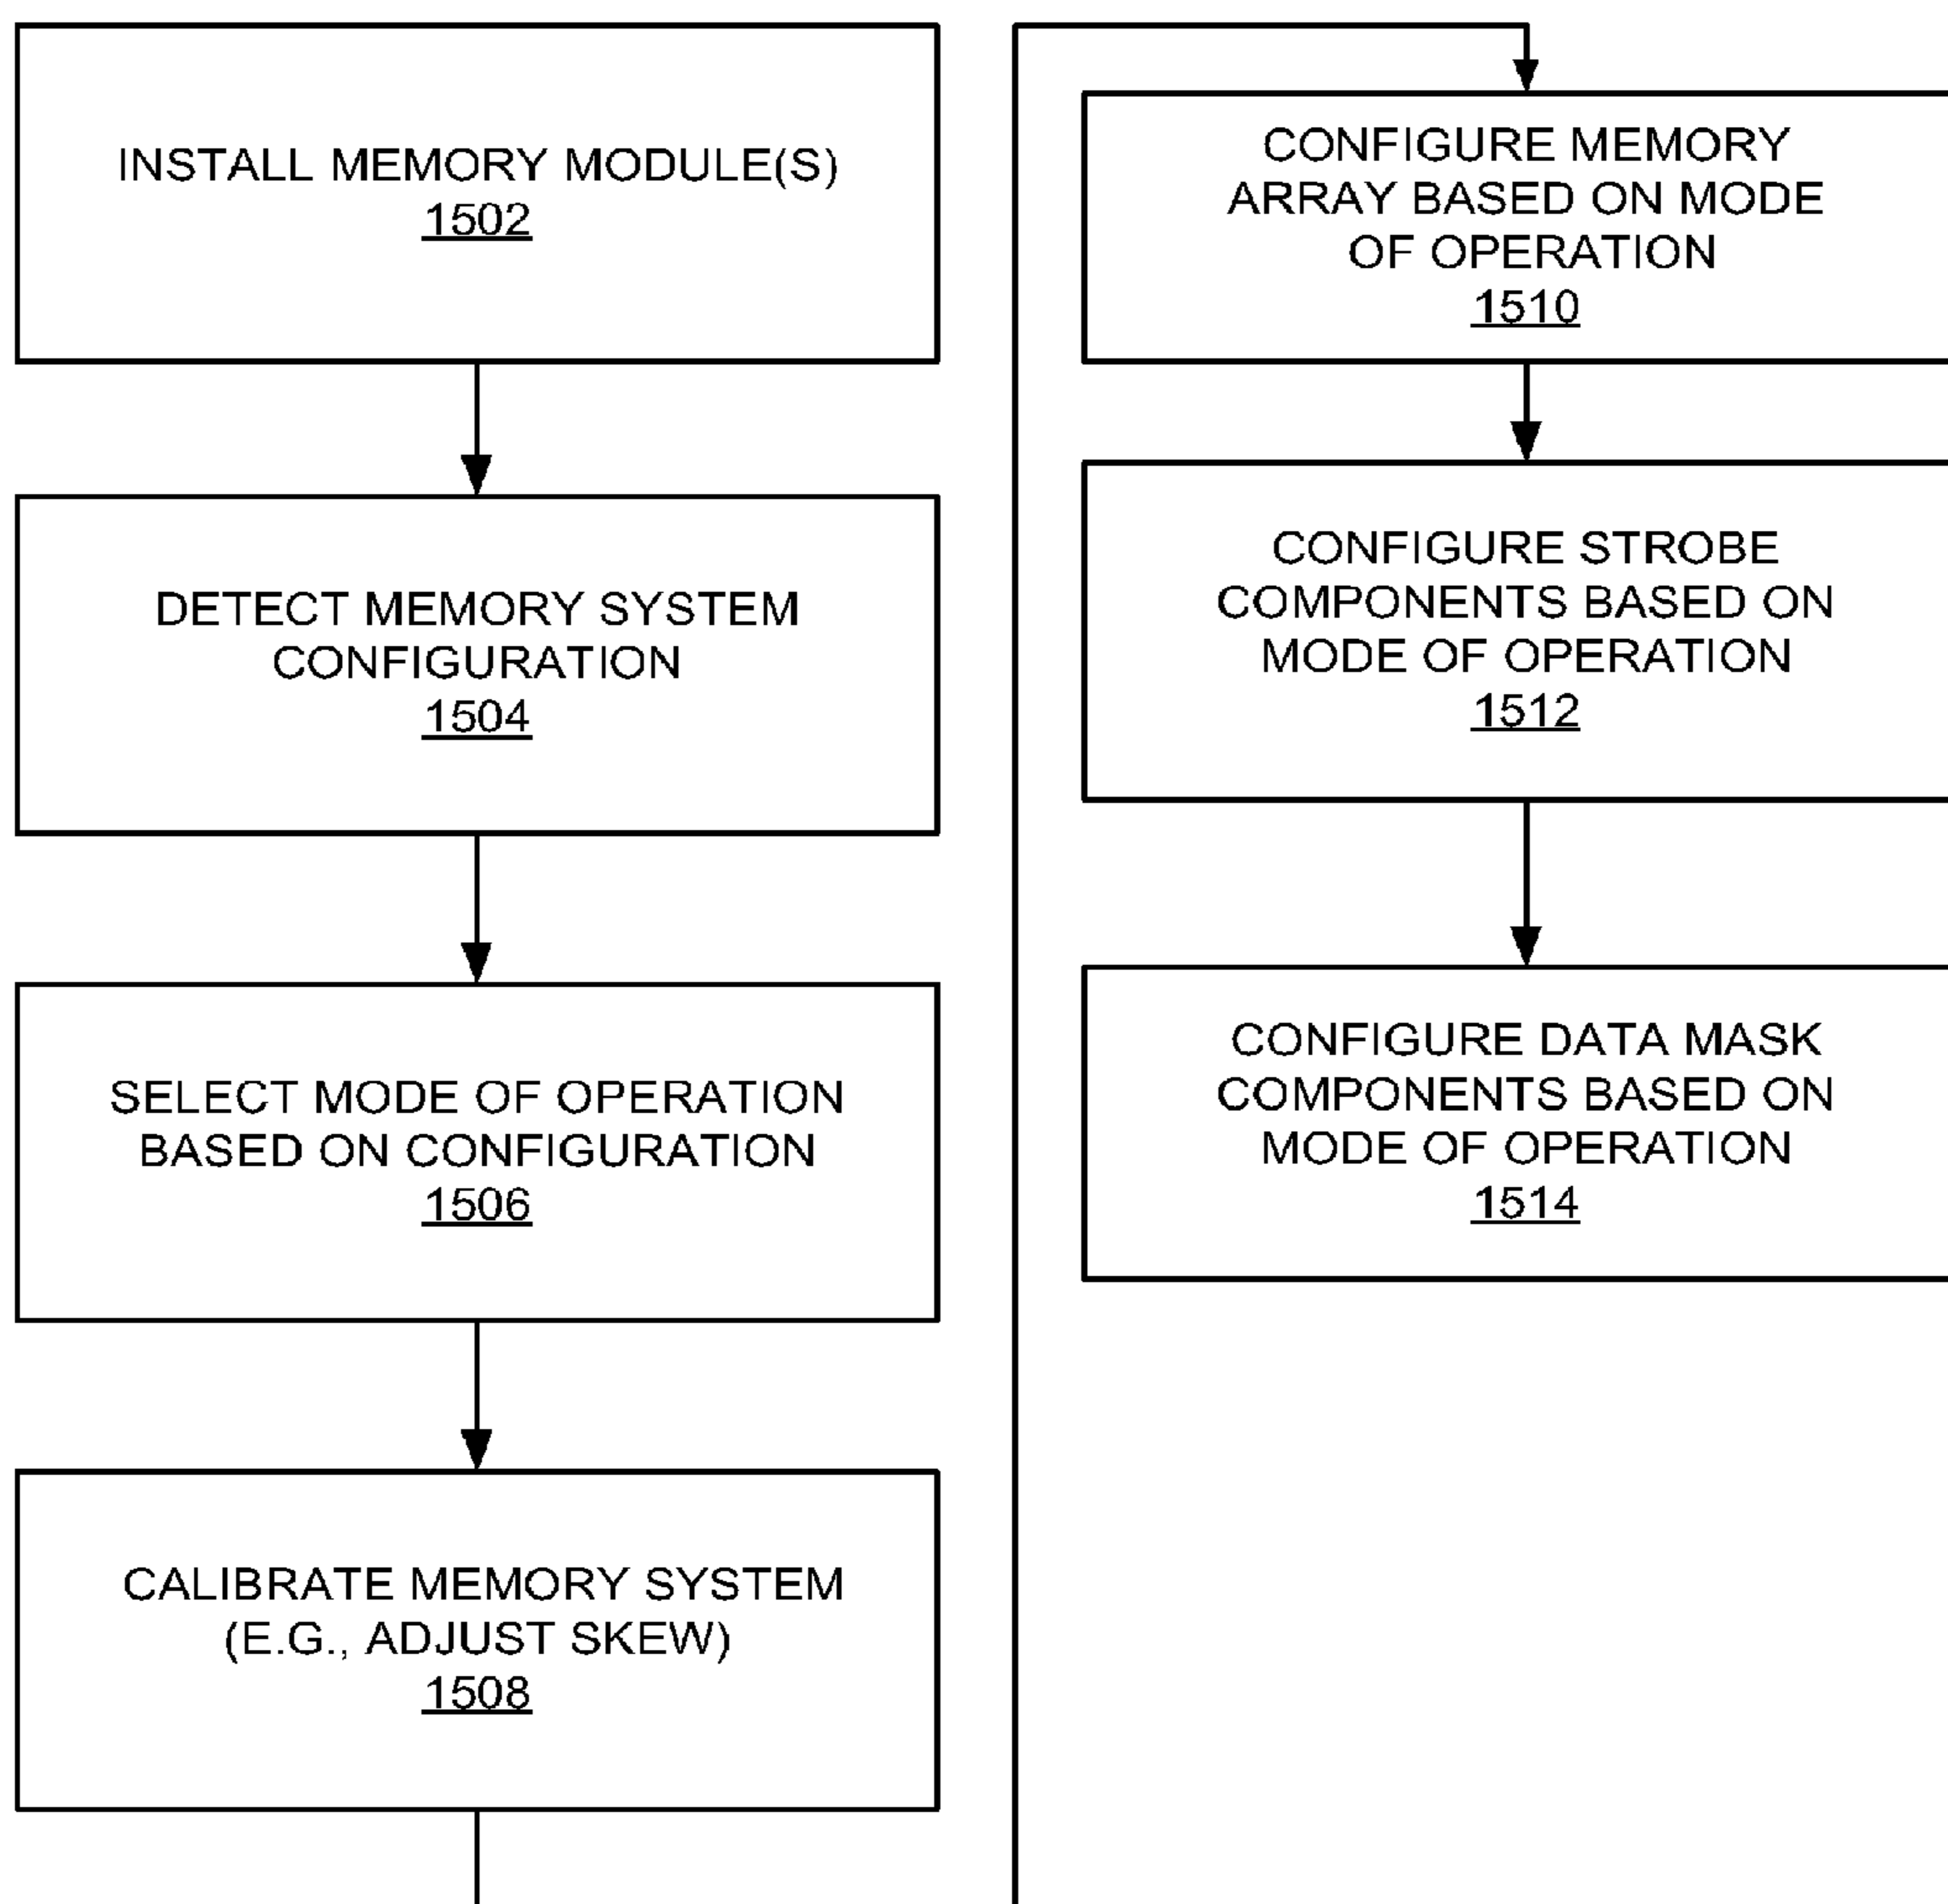 INSTALL MEMORY MODULE(S)
1502
DETECT MEMORY SYSTEM
CONFIGURATION
1504
SELECT MODE OF OPERATION
BASED ON CONFIGURATION
1506
CALIBRATE MEMORY SYSTEM
(E.G., ADJUST SKEW)
1508
CONFIGURE MEMORY
ARRAY BASED ON MODE
OF OPERATION
1510
CONFIGURE STROBE
COMPONENTS BASED ON
MODE OF OPERATION
1512
CONFIGURE DATA MASK
COMPONENTS BASED ON
MODE OF OPERATION
1514